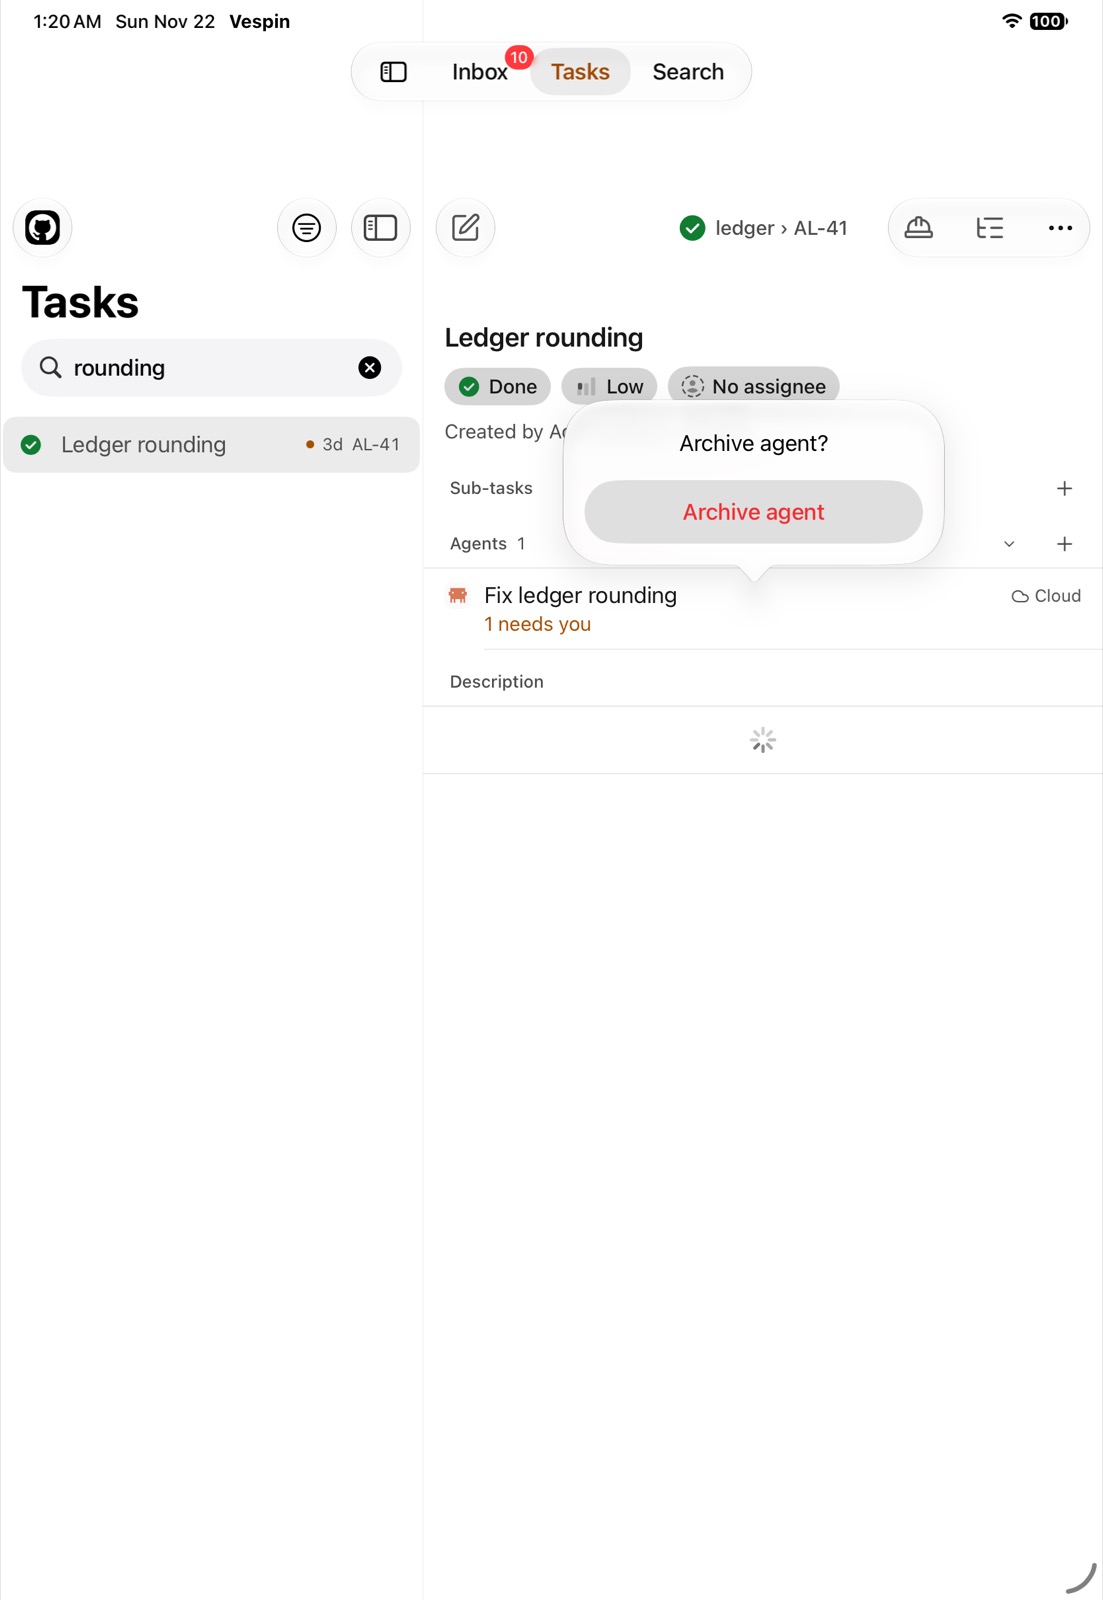 1:20 AM Sun Nov 22 Vespin
100
Inbox 10 Tasks Search
Tasks
rounding
Ledger rounding 3d AL-41
ledger › AL-41
Ledger rounding
Done Low No assignee
Created by
Archive agent?
Archive agent
Sub-tasks
Agents 1
Fix ledger rounding Cloud
1 needs you
Description